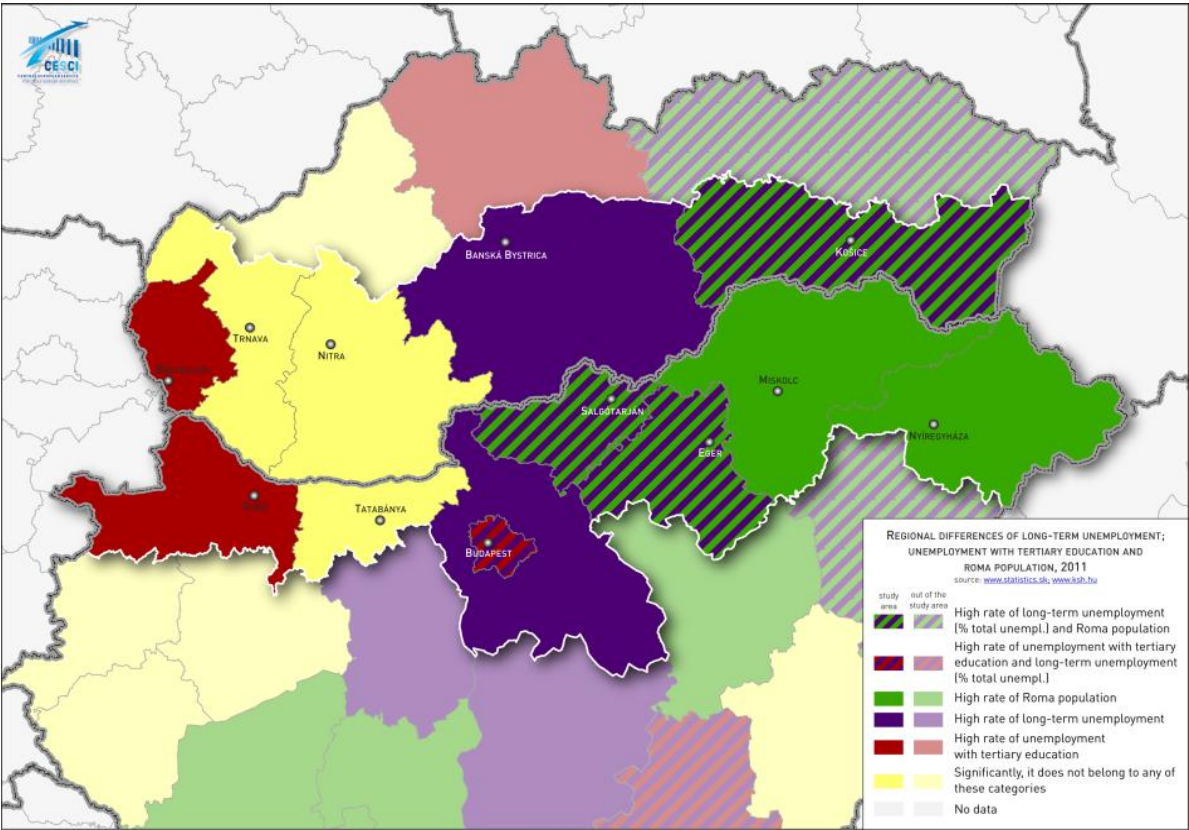 CESCI
BANSKÁ BYSTRICA
KOŠICE
TRNAVA
NITRA
MISKOLC
SALGÓTARJÁN
NYÍREGYHÁZA
EGER
TATABÁNYA
BUDAPEST
REGIONAL DIFFERENCES OF LONG-TERM UNEMPLOYMENT;
UNEMPLOYMENT WITH TERTIARY EDUCATION AND
ROMA POPULATION, 2011
source: www.statistics.sk; www.ksh.hu
study area
out of the study area
High rate of long-term unemployment
(% total unempl.) and Roma population
High rate of unemployment with tertiary
education and long-term unemployment
(% total unempl.)
High rate of Roma population
High rate of long-term unemployment
High rate of unemployment
with tertiary education
Significantly, it does not belong to any of
these categories
No data